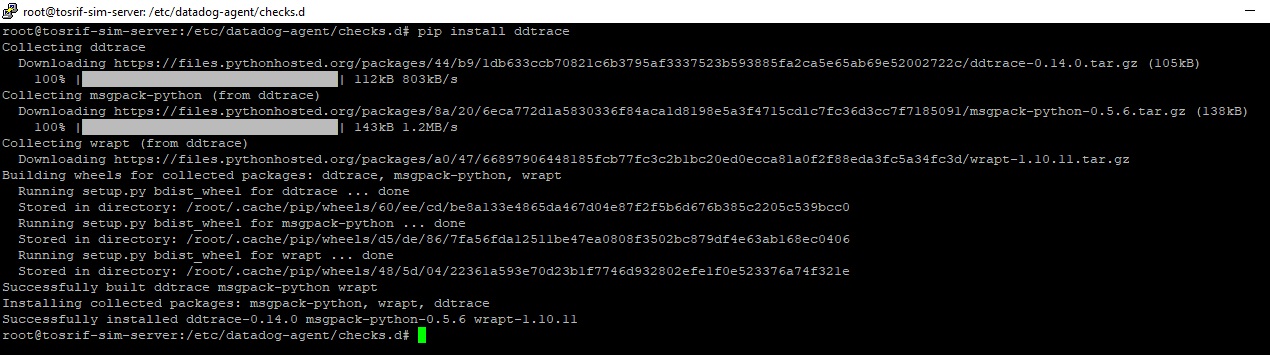 root@tosrif-sim-server: /etc/datadog-agent/checks.d
root@tosrif-sim-server:/etc/datadog-agent/checks.d# pip install ddtrace
Collecting ddtrace
  Downloading https://files.pythonhosted.org/packages/44/b9/1db633ccb70821c6b3795af3337523b593885fa2ca5e65ab69e52002722c/ddtrace-0.14.0.tar.gz (105kB)
    100% || 112kB 803kB/s
Collecting msgpack-python (from ddtrace)
  Downloading https://files.pythonhosted.org/packages/8a/20/6eca772d1a5830336f84aca1d8198e5a3f4715cd1c7fc36d3cc7f7185091/msgpack-python-0.5.6.tar.gz (138kB)
    100% || 143kB 1.2MB/s
Collecting wrapt (from ddtrace)
  Downloading https://files.pythonhosted.org/packages/a0/47/66897906448185fcb77fc3c2b1bc20ed0ecca81a0f2f88eda3fc5a34fc3d/wrapt-1.10.11.tar.gz
Building wheels for collected packages: ddtrace, msgpack-python, wrapt
  Running setup.py bdist_wheel for ddtrace ... done
  Stored in directory: /root/.cache/pip/wheels/60/ee/cd/be8a133e4865da467d04e87f2f5b6d676b385c2205c539bcc0
  Running setup.py bdist_wheel for msgpack-python ... done
  Stored in directory: /root/.cache/pip/wheels/d5/de/86/7fa56fda12511be47ea0808f3502bc879df4e63ab168ec0406
  Running setup.py bdist_wheel for wrapt ... done
  Stored in directory: /root/.cache/pip/wheels/48/5d/04/22361a593e70d23b1f7746d932802efe1f0e523376a74f321e
Successfully built ddtrace msgpack-python wrapt
Installing collected packages: msgpack-python, wrapt, ddtrace
Successfully installed ddtrace-0.14.0 msgpack-python-0.5.6 wrapt-1.10.11
root@tosrif-sim-server:/etc/datadog-agent/checks.d#